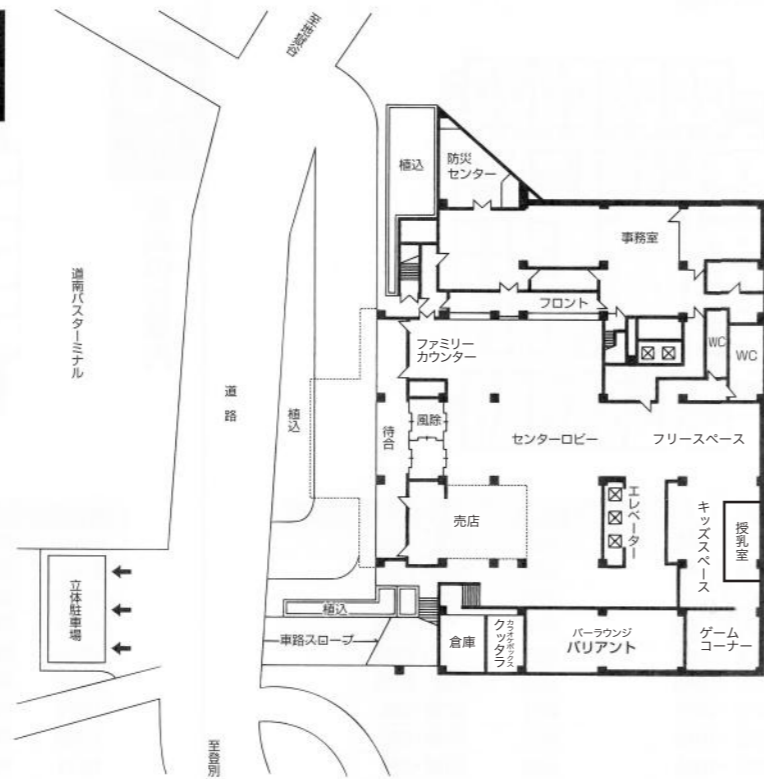 至登別温泉
植込
防災
センター
事務室
フロント
道南バスターミナル
ファミリー
カウンター
WC
WC
道路
植込
待合
風除
センターロビー
フリースペース
売店
エレベーター
キッズスペース
授乳室
立体駐車場
植込
車路スロープ
倉庫
カラオケボックス
クッタラ
バーラウンジ
バリアント
ゲーム
コーナー
至登別